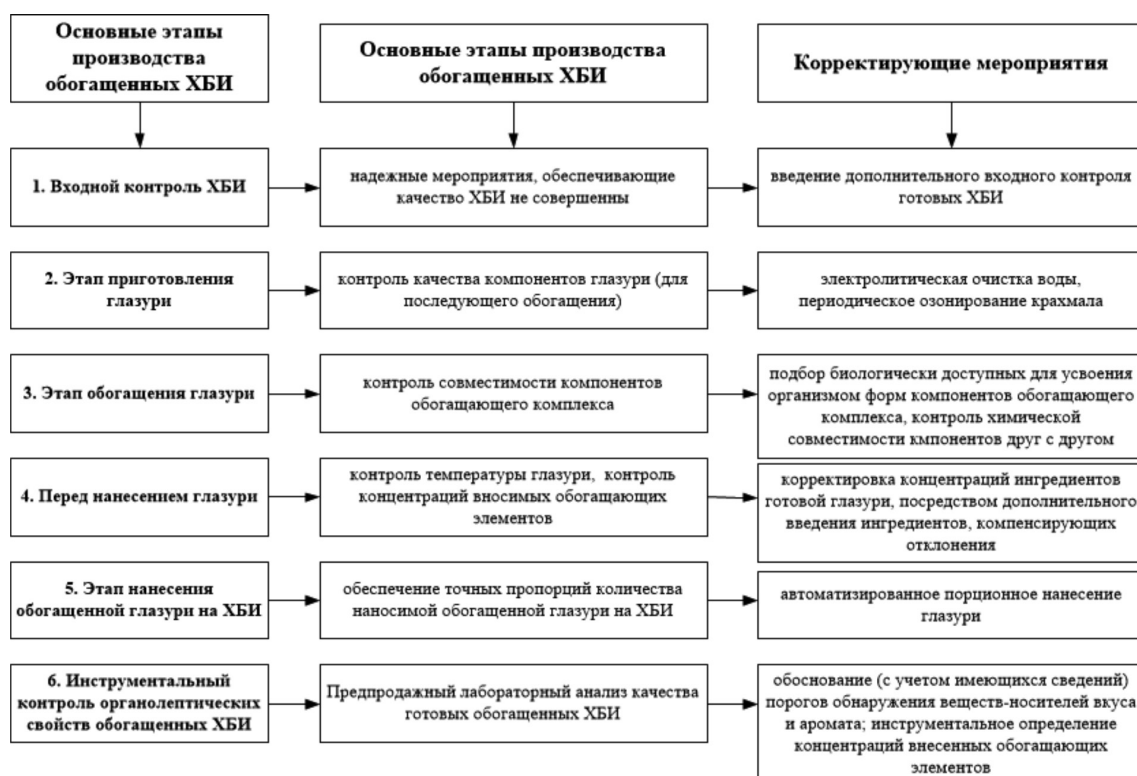 Основные этапы
производства
обогащенных ХБИ
Основные этапы производства
обогащенных ХБИ
Корректирующие мероприятия
1. Входной контроль ХБИ
надежные мероприятия, обеспечивающие
качество ХБИ не совершенны
введение дополнительного входного контроля
готовых ХБИ
2. Этап приготовления
глазури
контроль качества компонентов глазури (для
последующего обогащения)
электролитическая очистка воды,
периодическое озонирование крахмала
3. Этап обогащения глазури
контроль совместимости компонентов
обогащающего комплекса
подбор биологически доступных для усвоения
организмом форм компонентов обогащающего
комплекса, контроль химической
совместимости кмпонентов друг с другом
4. Перед нанесением глазури
контроль температуры глазури, контроль
концентраций вносимых обогащающих
элементов
корректировка концентраций ингредиентов
готовой глазури, посредством дополнительного
введения ингредиентов, компенсирующих
отклонения
5. Этап нанесения
обогащенной глазури на ХБИ
обеспечение точных пропорций количества
наносимой обогащенной глазури на ХБИ
автоматизированное порционное нанесение
глазури
6. Инструментальный
контроль органолептических
свойств обогащенных ХБИ
Предпродажный лабораторный анализ качества
готовых обогащенных ХБИ
обоснование (с учетом имеющихся сведений)
порогов обнаружения веществ-носителей вкуса
и аромата; инструментальное определение
концентраций внесенных обогащающих
элементов